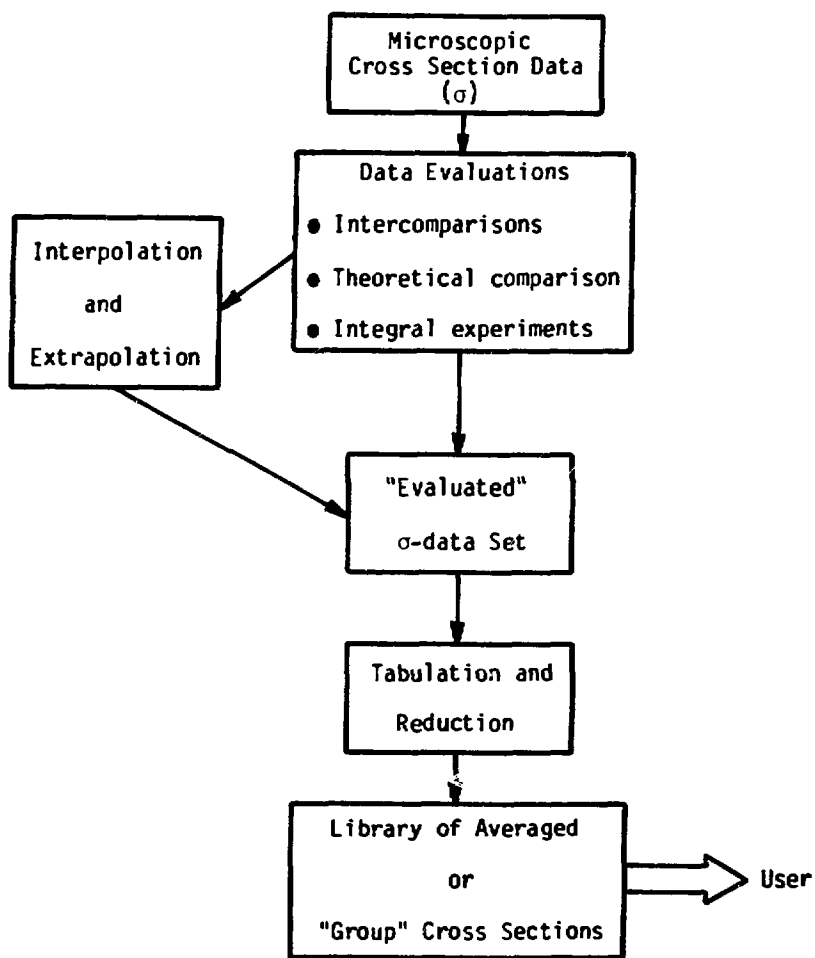 Microscopic
Cross Section Data
(σ)
Data Evaluations
● Intercomparisons
● Theoretical comparison
● Integral experiments
Interpolation
and
Extrapolation
"Evaluated"
σ-data Set
Tabulation and
Reduction
Library of Averaged
or
"Group" Cross Sections
User